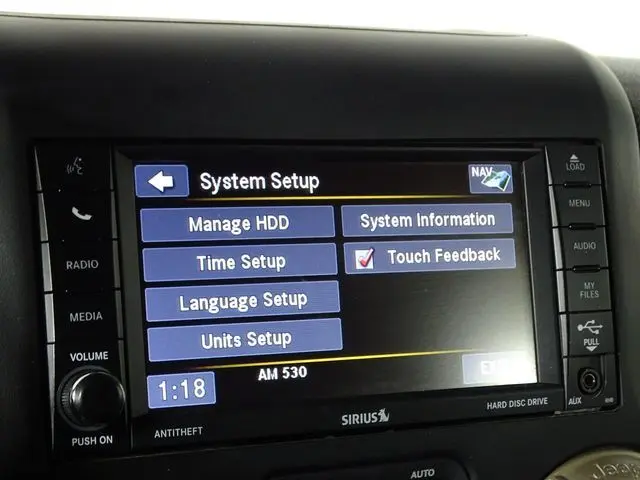 System Setup
NAV
Manage HDD
System Information
Time Setup
Touch Feedback
Language Setup
Units Setup
1:18
AM 530
RADIO
MEDIA
VOLUME
PUSH ON
ANTITHEFT
SIRIUS
HARD DISC DRIVE
LOAD
MENU
AUDIO
MY
FILES
PULL
AUX
AUTO
Jeep